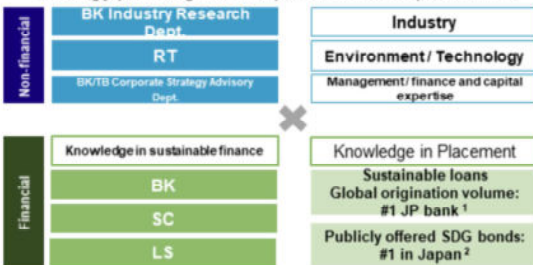 Non-financial
BK Industry Research
Dept.
Industry
RT
Environment / Technology
BK/TB Corporate Strategy Advisory
Dept.
Management/ finance and capital
expertise
Financial
Knowledge in sustainable finance
Knowledge in Placement
BK
Sustainable loans
Global origination volume:
#1 JP bank 1
SC
Publicly offered SDG bonds:
#1 in Japan 2
LS